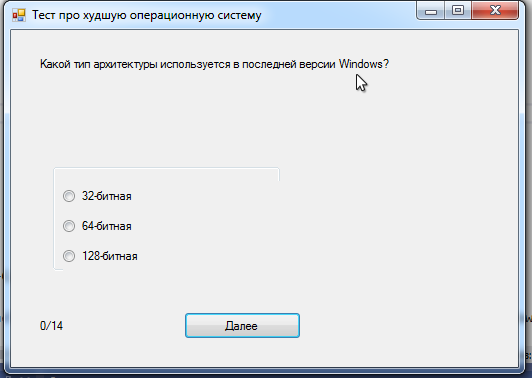 Тест про худшую операционную систему
Какой тип архитектуры используется в последней версии Windows?
32-битная
64-битная
128-битная
0/14
Далее